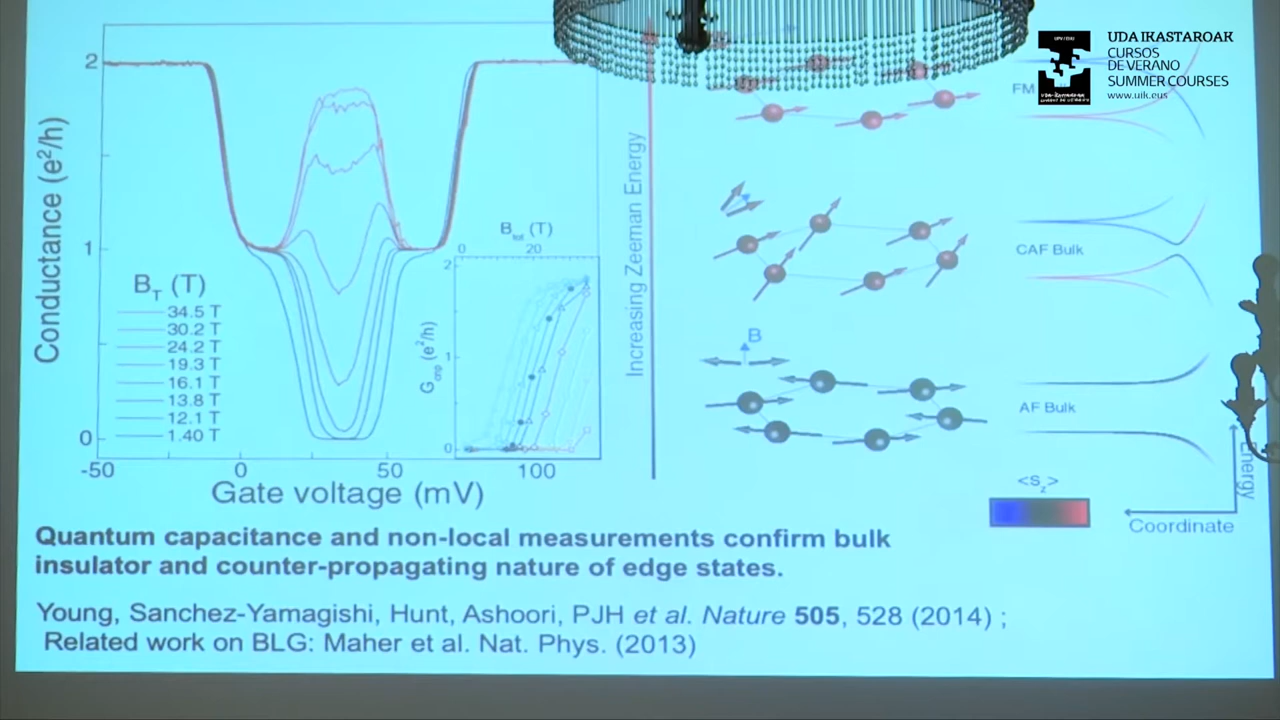 UDA IKASTAROAK
CURSOS
DE VERANO
SUMMER COURSES
www.uik.eus
2
1
0
Conductance (e²/h)
B_T (T)
34.5 T
30.2 T
24.2 T
19.3 T
16.1 T
13.8 T
12.1 T
1.40 T
-50
0
50
100
Gate voltage (mV)
B_tot (T)
0
20
2
1
0
G_cnp (e²/h)
Increasing Zeeman Energy
FM
CAF Bulk
B
AF Bulk
<S_z>
Energy
Coordinate
Quantum capacitance and non-local measurements confirm bulk
insulator and counter-propagating nature of edge states.
Young, Sanchez-Yamagishi, Hunt, Ashoori, PJH et al. Nature 505, 528 (2014) ;
Related work on BLG: Maher et al. Nat. Phys. (2013)